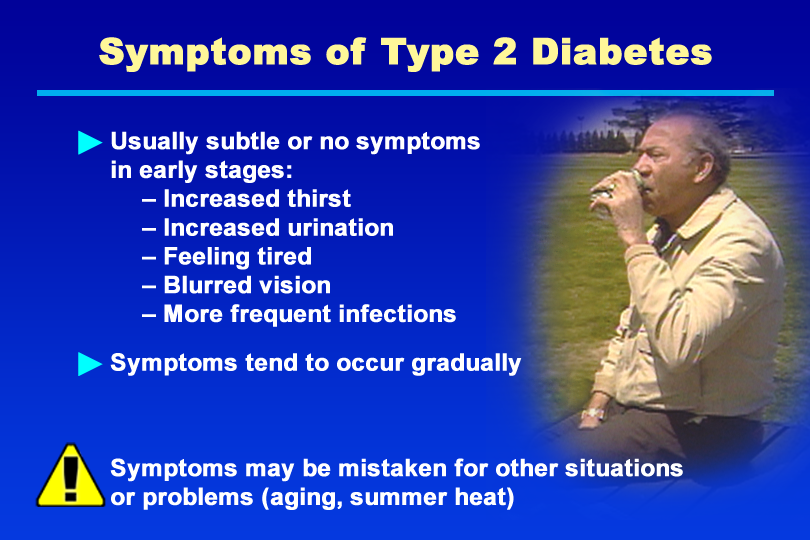 Symptoms of Type 2 Diabetes
Usually subtle or no symptoms
in early stages:
– Increased thirst
– Increased urination
– Feeling tired
– Blurred vision
– More frequent infections
Symptoms tend to occur gradually
Symptoms may be mistaken for other situations
or problems (aging, summer heat)